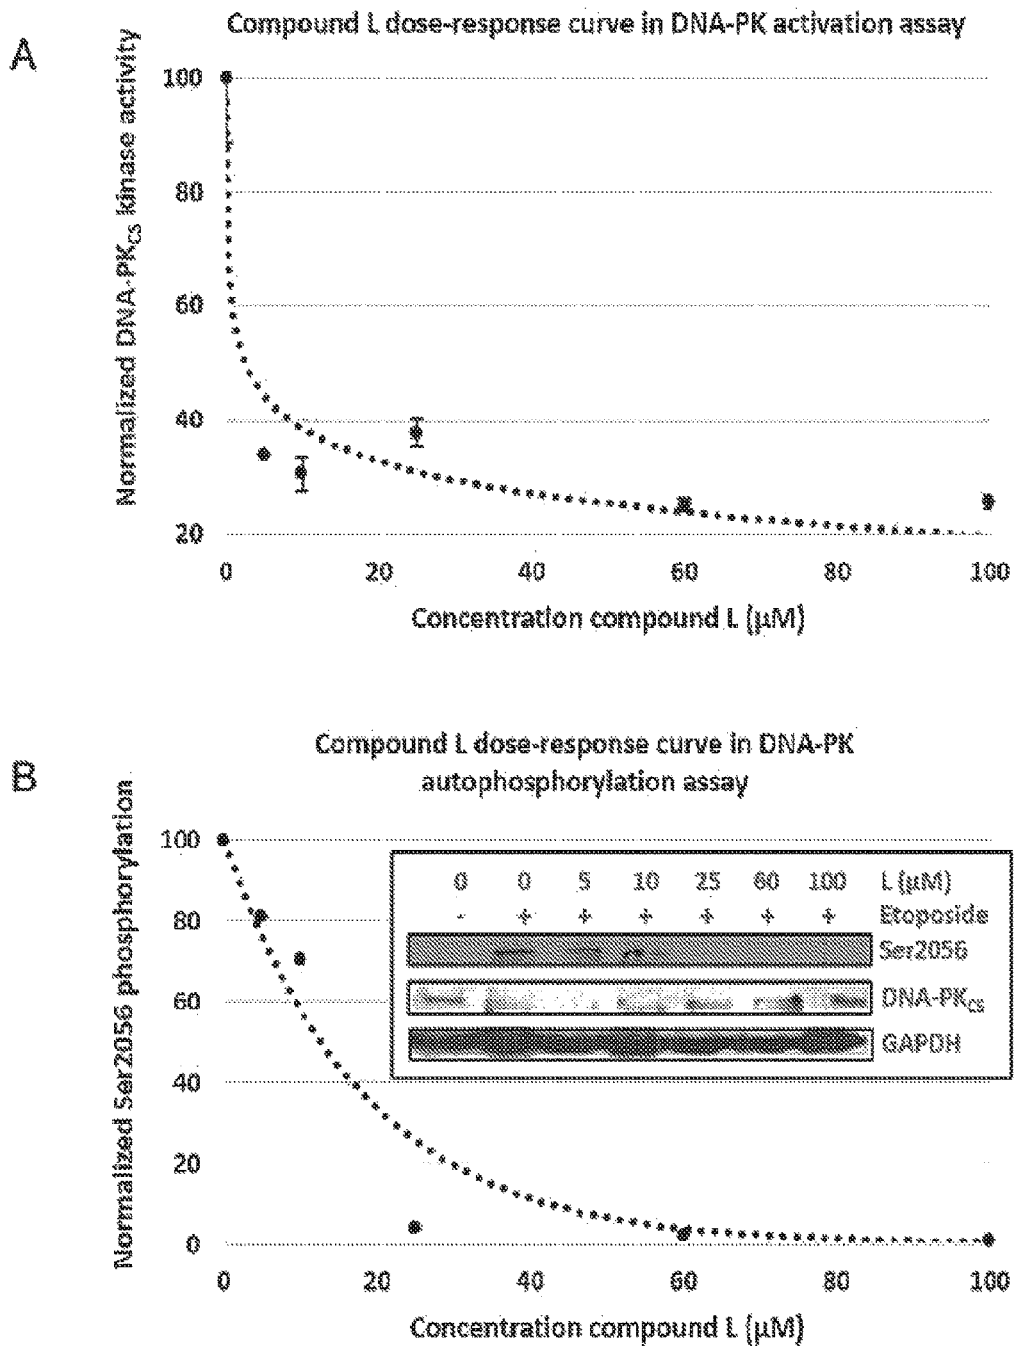 A
Compound L dose-response curve in DNA-PK activation assay
Normalized DNA-PKCS kinase activity
100
80
60
40
20
0 20 40 60 80 100
Concentration compound L (µM)
B
Compound L dose-response curve in DNA-PK
autophosphorylation assay
Normalized Ser2056 phosphorylation
100
80
60
40
20
0
0 0 5 10 25 60 100 L (µM)
- + + + + + + Etoposide
Ser2056
DNA-PKCS
GAPDH
0 20 40 60 80 100
Concentration compound L (µM)